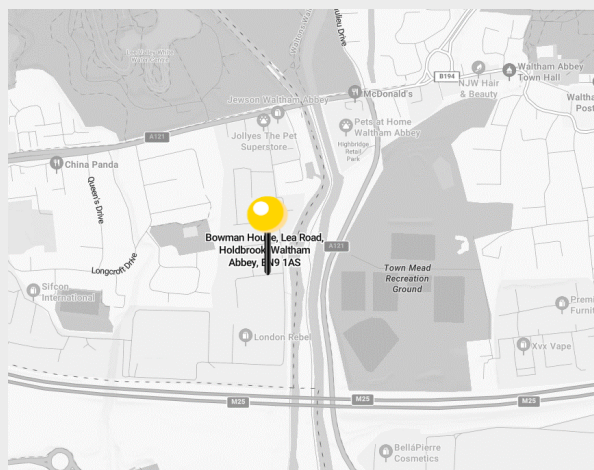 Waltham Abbey
Town Hall
B194
NJW Hair
& Beauty
McDonald's
Jewson Waltham Abbey
Jollyes The Pet
Superstore...
Pets at Home
Waltham Abbey
Highbridge
Retail
Park
A121
China Panda
Queen's Drive
Longcroft Drive
Bowman House, Lea Road,
Holdbrook, Waltham
Abbey, EN9 1AS
A121
Town Mead
Recreation
Ground
Sifcon
International
London Rebel
Xvx Vape
M25
M25
M25
BellaPierre
Cosmetics